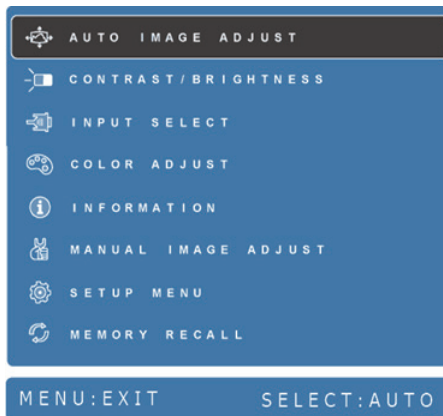 AUTO IMAGE ADJUST
CONTRAST/BRIGHTNESS
INPUT SELECT
COLOR ADJUST
INFORMATION
MANUAL IMAGE ADJUST
SETUP MENU
MEMORY RECALL
MENU:EXIT SELECT:AUTO